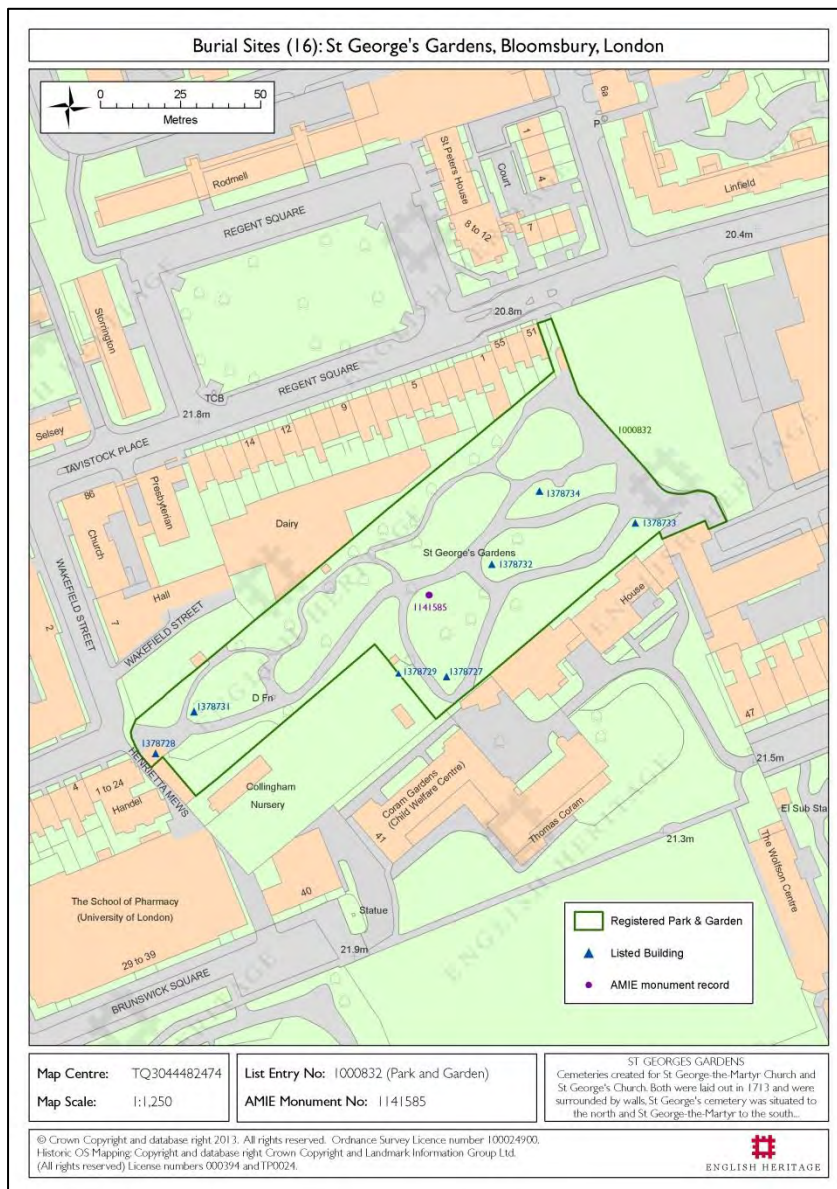 Burial Sites (16): St George's Gardens, Bloomsbury, London
0 25 50
Metres
6a
P
Rodmell
St Peters House
Court
1
4
7
8 to 12
Linfield
REGENT SQUARE
20.4m
Storrington
20.8m
51
55
1
REGENT SQUARE
5
TCB
9
1000832
21.8m
Selsey
12
14
TAVISTOCK PLACE
86
Presbyterian
Church
Dairy
1378734
1378733
St George's Gardens
1378732
Hall
1141585
House
WAKEFIELD STREET
2
7
WAKEFIELD STREET
1378729
1378727
D Fn
1378731
47
1378728
HENRIETTA MEWS
21.5m
4
1 to 24
Handel
Collingham
Nursery
Coram Gardens
(Child Welfare Centre)
41
Thomas Coram
El Sub Sta
21.3m
The Wolfson Centre
40
The School of Pharmacy
(University of London)
Statue
29 to 39
21.9m
BRUNSWICK SQUARE
Registered Park & Garden
Listed Building
AMIE monument record
ENGLISH HERITAGE
Map Centre: TQ3044482474
Map Scale: 1:1,250
List Entry No: 1000832 (Park and Garden)
AMIE Monument No: 1141585
ST GEORGES GARDENS
Cemeteries created for St George-the-Martyr Church and
St George's Church. Both were laid out in 1713 and were
surrounded by walls, St George's cemetery was situated to
the north and St George-the-Martyr to the south...
© Crown Copyright and database right 2013. All rights reserved. Ordnance Survey Licence number 100024900.
Historic OS Mapping: Copyright and database right Crown Copyright and Landmark Information Group Ltd.
(All rights reserved) License numbers 000394 and TP0024.
ENGLISH HERITAGE